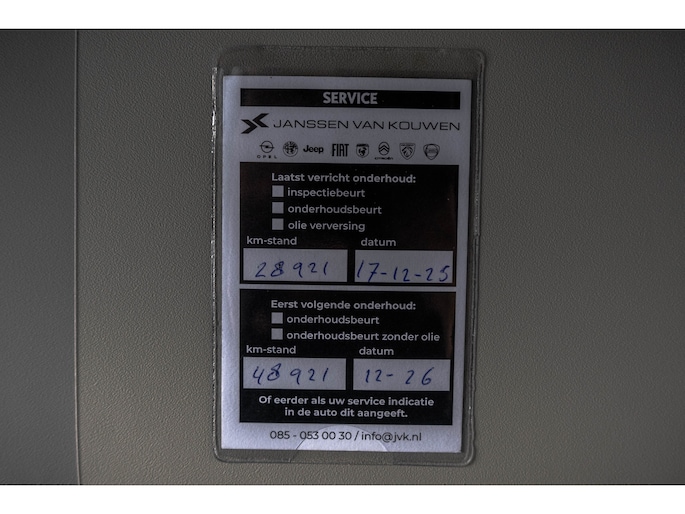 SERVICE
JANSSEN VAN KOUWEN
OPEL Jeep FIAT CITROËN
Laatst verricht onderhoud:
inspectiebeurt
onderhoudsbeurt
olie verversing
km-stand datum
28921 17-12-25
Eerst volgende onderhoud:
onderhoudsbeurt
onderhoudsbeurt zonder olie
km-stand datum
48921 12-26
Of eerder als uw service indicatie
in de auto dit aangeeft.
085 - 053 00 30 / info@jvk.nl